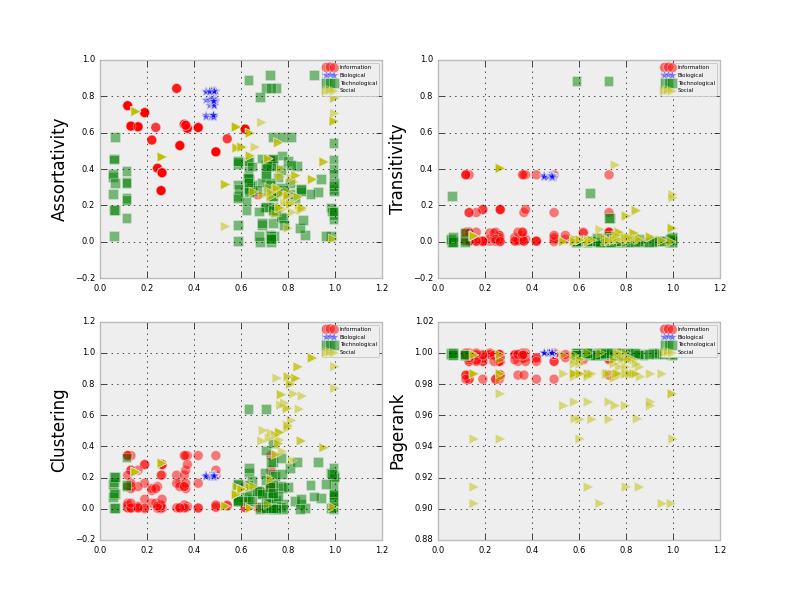 Assortativity
1.0
0.8
0.6
0.4
0.2
0.0
−0.2
0.0 0.2 0.4 0.6 0.8 1.0 1.2
Information
Biological
Technological
Social
Transitivity
1.0
0.8
0.6
0.4
0.2
0.0
−0.2
0.0 0.2 0.4 0.6 0.8 1.0 1.2
Information
Biological
Technological
Social
Clustering
1.2
1.0
0.8
0.6
0.4
0.2
0.0
−0.2
0.0 0.2 0.4 0.6 0.8 1.0 1.2
Information
Biological
Technological
Social
Pagerank
1.02
1.00
0.98
0.96
0.94
0.92
0.90
0.88
0.0 0.2 0.4 0.6 0.8 1.0 1.2
Information
Biological
Technological
Social